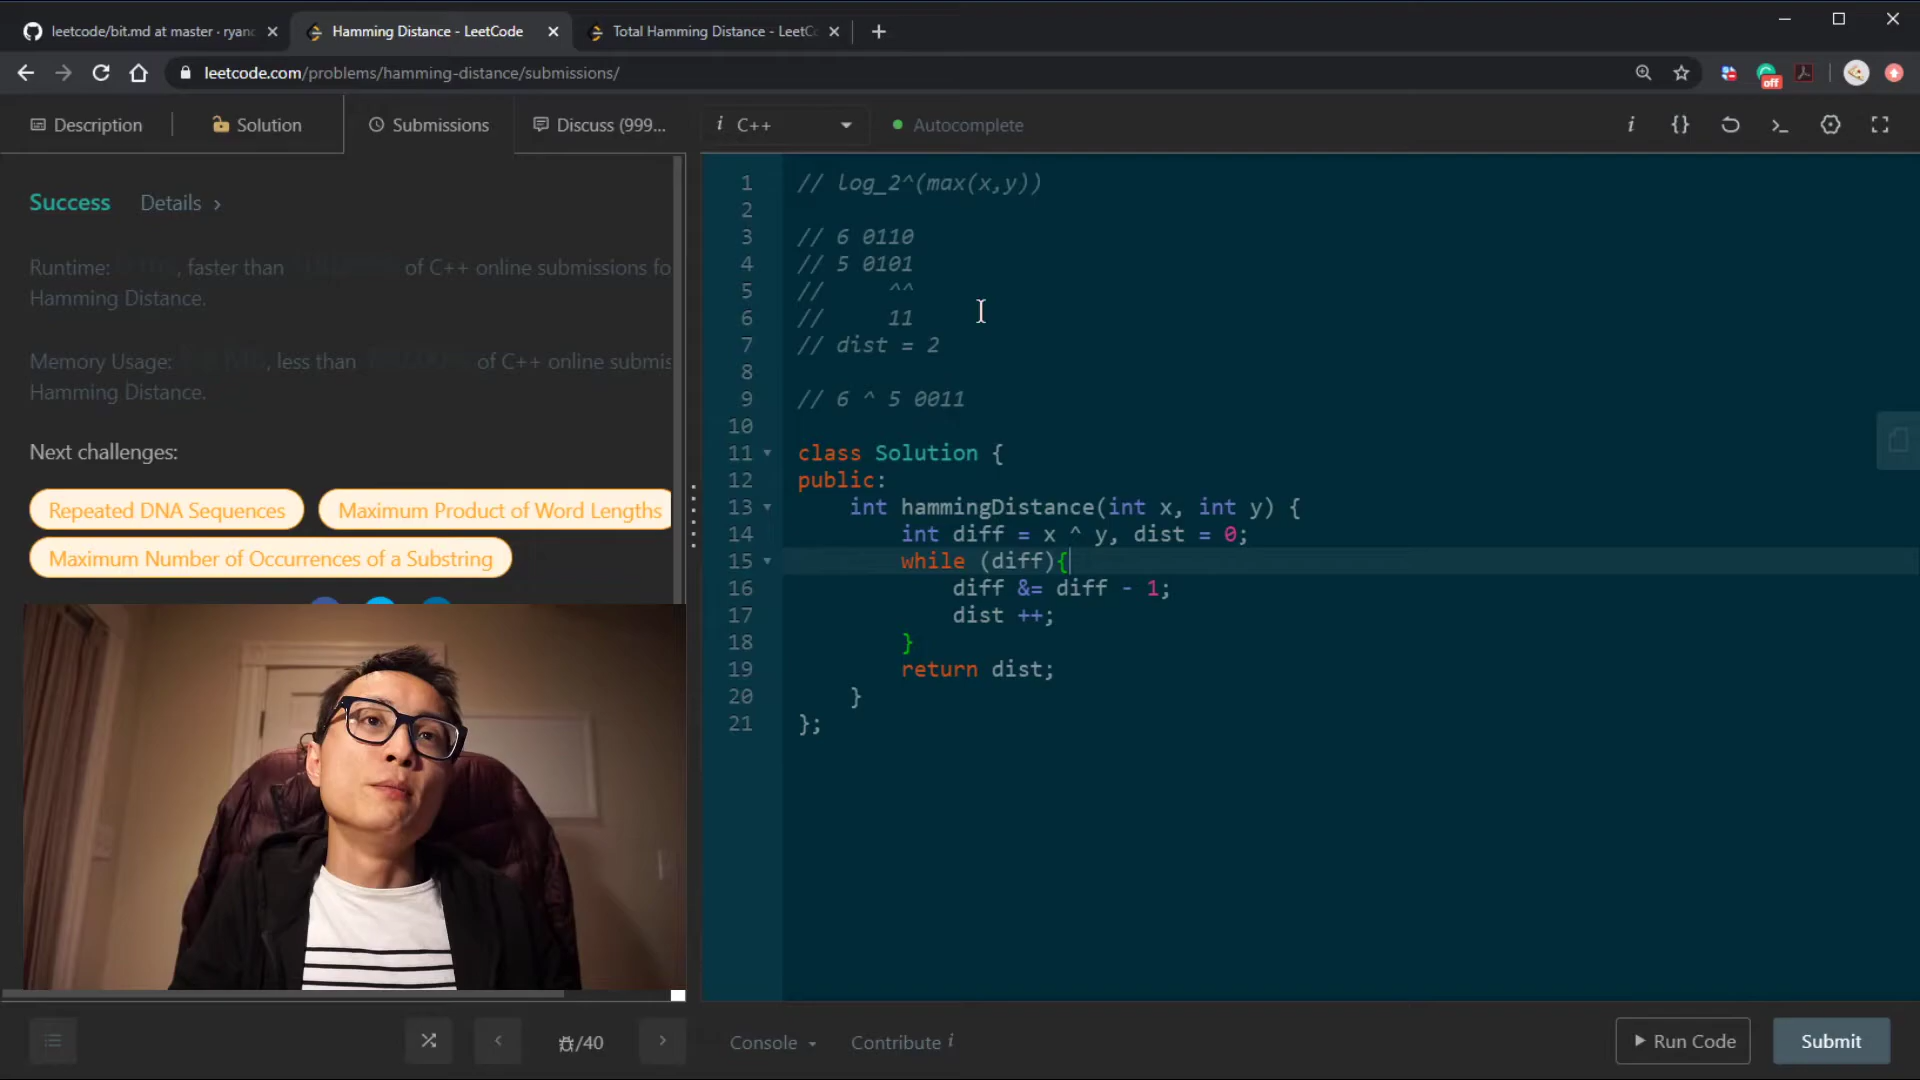 leetcode/bit.md at master · ryanc
Hamming Distance - LeetCode
Total Hamming Distance - LeetC
leetcode.com/problems/hamming-distance/submissions/
off
Description
Solution
Submissions
Discuss (999...
i C++
Autocomplete
Success Details >
Runtime: , faster than of C++ online submissions fo
Hamming Distance.
Memory Usage: , less than of C++ online submis
Hamming Distance.
Next challenges:
Repeated DNA Sequences
Maximum Product of Word Lengths
Maximum Number of Occurrences of a Substring
1 // log_2^(max(x,y))
2
3 // 6 0110
4 // 5 0101
5 // ^^
6 // 11
7 // dist = 2
8
9 // 6 ^ 5 0011
10
11 class Solution {
12 public:
13 int hammingDistance(int x, int y) {
14 int diff = x ^ y, dist = 0;
15 while (diff){
16 diff &= diff - 1;
17 dist ++;
18 }
19 return dist;
20 }
21 };
/40
Console
Contribute i
Run Code
Submit